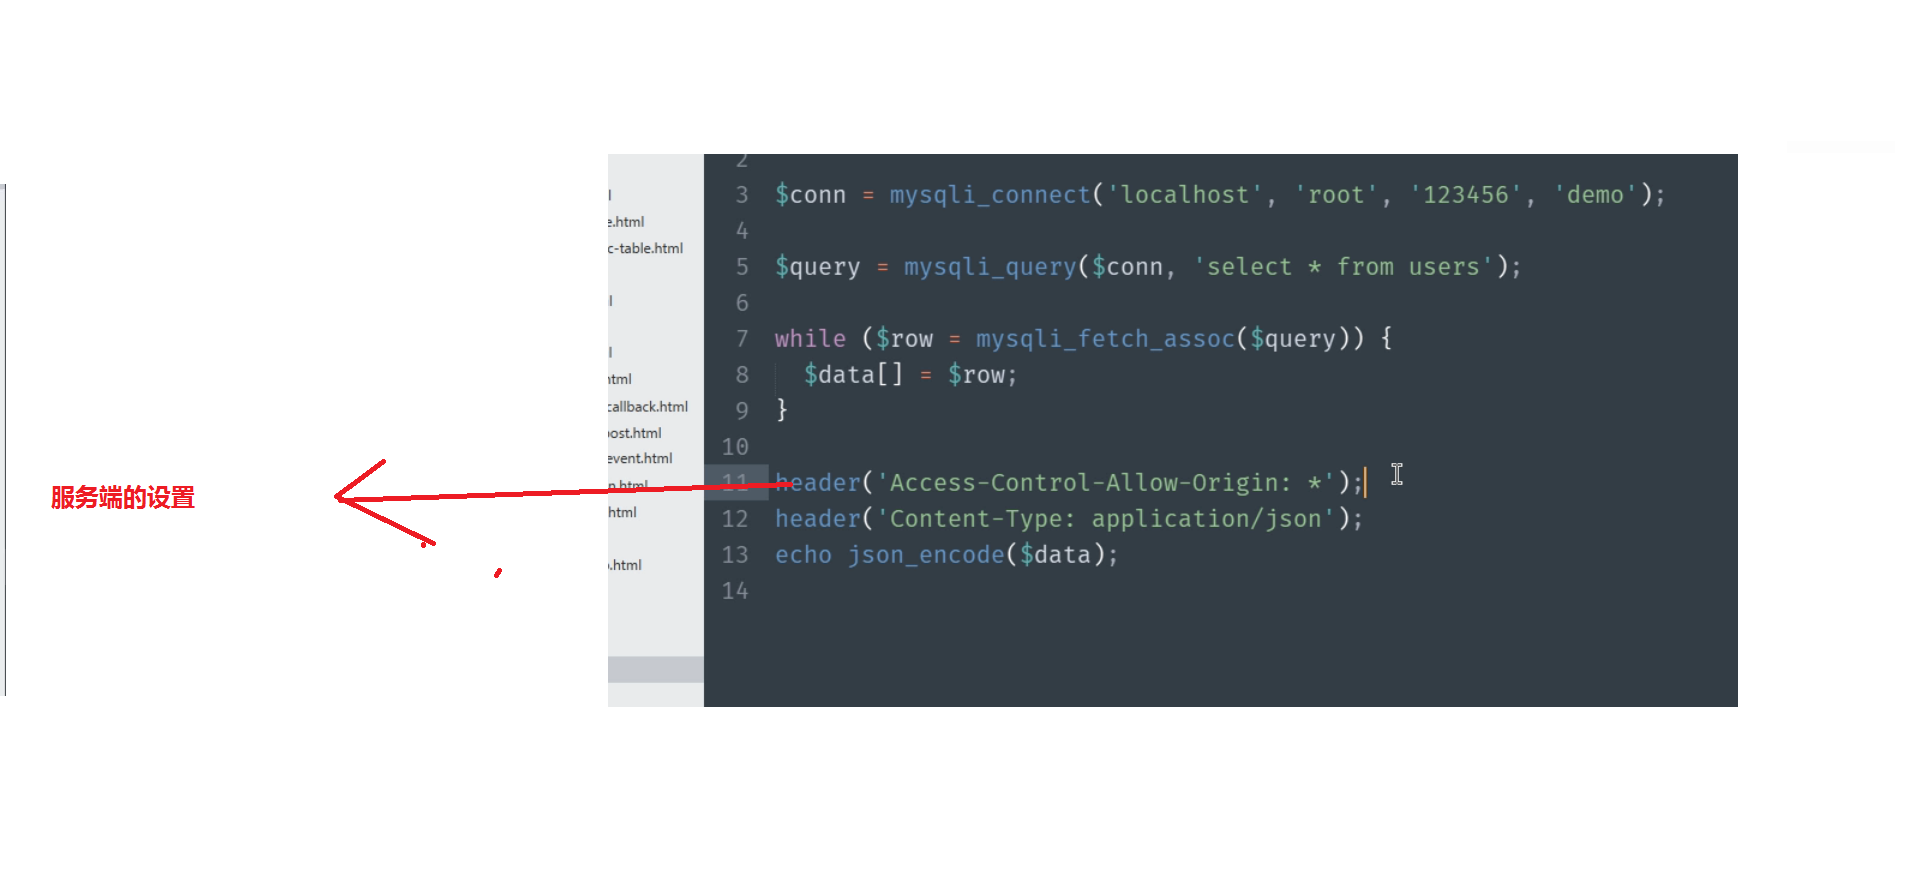 服务端的设置
e.html
c-table.html
html
callback.html
ost.html
event.html
html
.html
2
3 $conn = mysqli_connect('localhost', 'root', '123456', 'demo');
4
5 $query = mysqli_query($conn, 'select * from users');
6
7 while ($row = mysqli_fetch_assoc($query)) {
8 $data[] = $row;
9 }
10
11 header('Access-Control-Allow-Origin: *');
12 header('Content-Type: application/json');
13 echo json_encode($data);
14